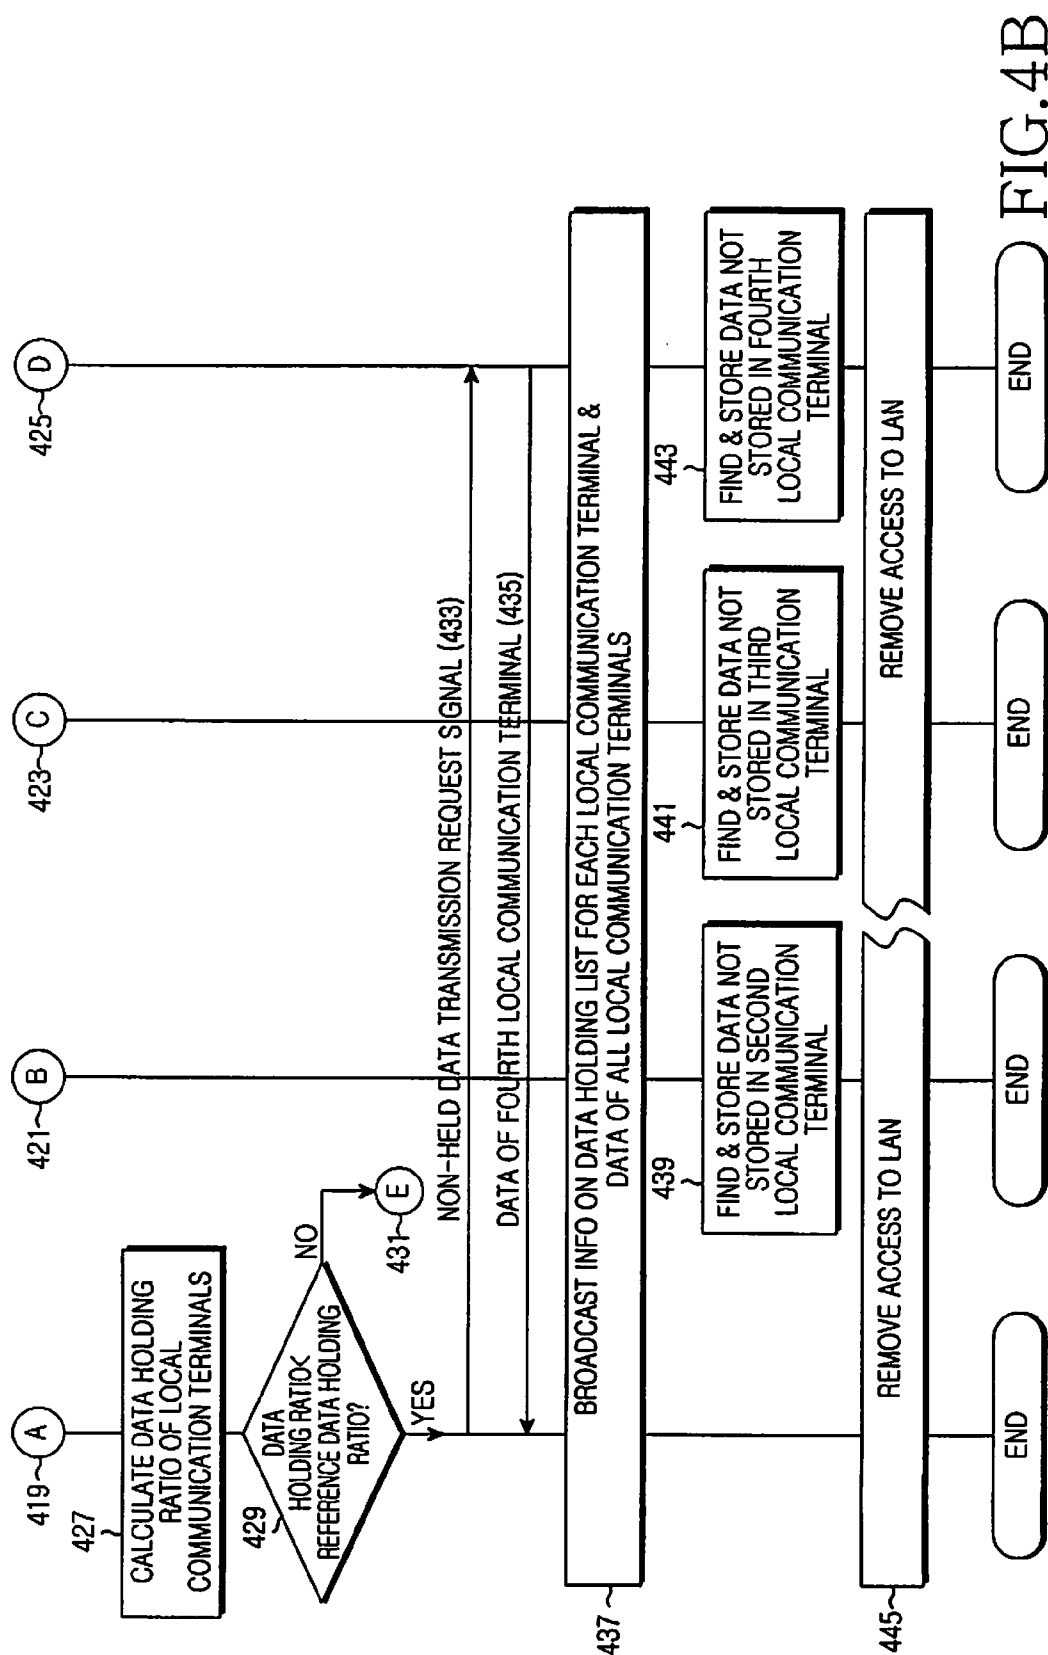 A
419
B
421
C
423
D
425
427
CALCULATE DATA HOLDING
RATIO OF LOCAL
COMMUNICATION TERMINALS
429
DATA
HOLDING RATIO<
REFERENCE DATA HOLDING
RATIO?
NO
E
431
YES
NON-HELD DATA TRANSMISSION REQUEST SIGNAL (433)
DATA OF FOURTH LOCAL COMMUNICATION TERMINAL (435)
437
BROADCAST INFO ON DATA HOLDING LIST FOR EACH LOCAL COMMUNICATION TERMINAL &
DATA OF ALL LOCAL COMMUNICATION TERMINALS
439
FIND & STORE DATA NOT
STORED IN SECOND
LOCAL COMMUNICATION
TERMINAL
441
FIND & STORE DATA NOT
STORED IN THIRD
LOCAL COMMUNICATION
TERMINAL
443
FIND & STORE DATA NOT
STORED IN FOURTH
LOCAL COMMUNICATION
TERMINAL
445
REMOVE ACCESS TO LAN
REMOVE ACCESS TO LAN
END
END
END
END
FIG.4B